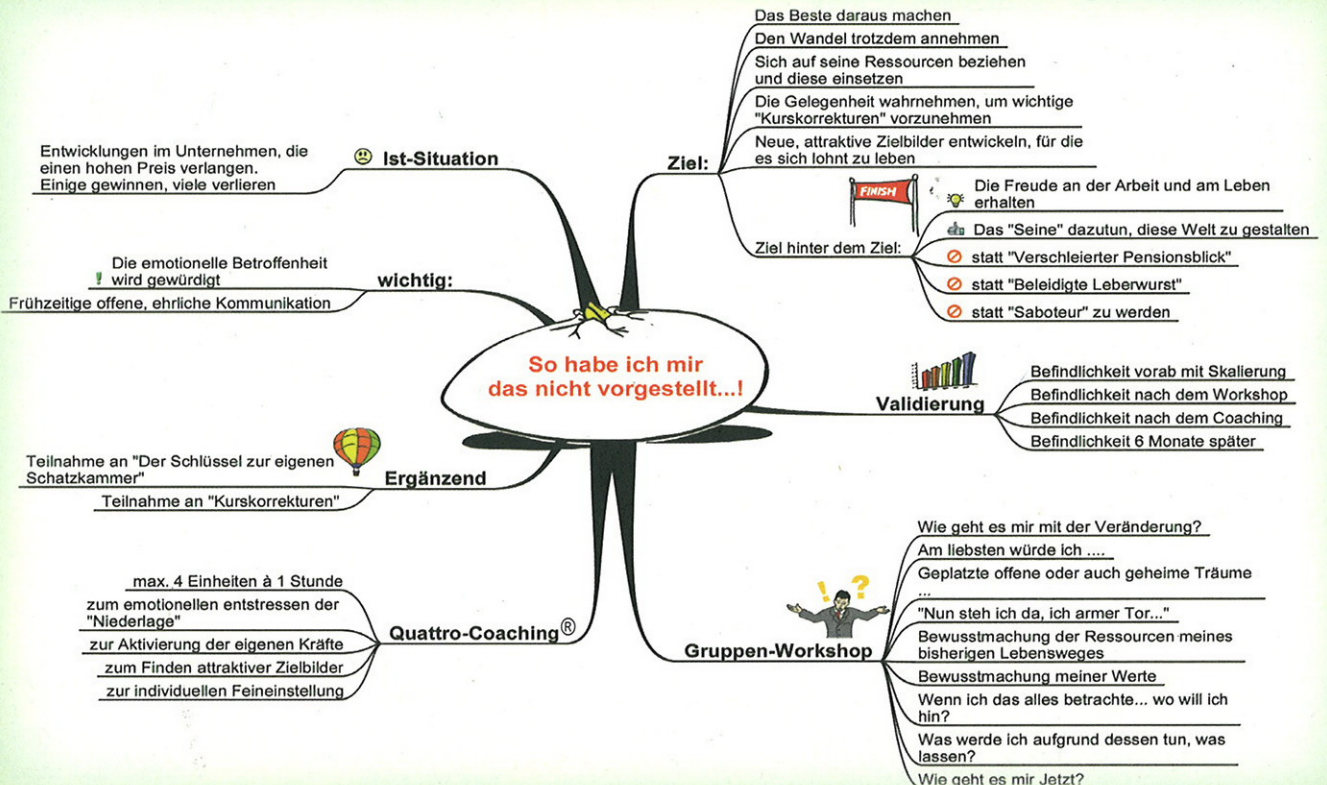 So habe ich mir
das nicht vorgestellt...!
Ist-Situation
Entwicklungen im Unternehmen, die
einen hohen Preis verlangen.
Einige gewinnen, viele verlieren
wichtig:
Die emotionelle Betroffenheit
wird gewürdigt
Frühzeitige offene, ehrliche Kommunikation
Ergänzend
Teilnahme an "Der Schlüssel zur eigenen
Schatzkammer"
Teilnahme an "Kurskorrekturen"
Quattro-Coaching®
max. 4 Einheiten à 1 Stunde
zum emotionellen entstressen der
"Niederlage"
zur Aktivierung der eigenen Kräfte
zum Finden attraktiver Zielbilder
zur individuellen Feineinstellung
Ziel:
Das Beste daraus machen
Den Wandel trotzdem annehmen
Sich auf seine Ressourcen beziehen
und diese einsetzen
Die Gelegenheit wahrnehmen, um wichtige
"Kurskorrekturen" vorzunehmen
Neue, attraktive Zielbilder entwickeln, für die
es sich lohnt zu leben
FINISH
Ziel hinter dem Ziel:
Die Freude an der Arbeit und am Leben
erhalten
Das "Seine" dazutun, diese Welt zu gestalten
statt "Verschleierter Pensionsblick"
statt "Beleidigte Leberwurst"
statt "Saboteur" zu werden
Validierung
Befindlichkeit vorab mit Skalierung
Befindlichkeit nach dem Workshop
Befindlichkeit nach dem Coaching
Befindlichkeit 6 Monate später
Gruppen-Workshop
Wie geht es mir mit der Veränderung?
Am liebsten würde ich ....
Geplatzte offene oder auch geheime Träume
...
"Nun steh ich da, ich armer Tor..."
Bewusstmachung der Ressourcen meines
bisherigen Lebensweges
Bewusstmachung meiner Werte
Wenn ich das alles betrachte... wo will ich
hin?
Was werde ich aufgrund dessen tun, was
lassen?
Wie geht es mir Jetzt?